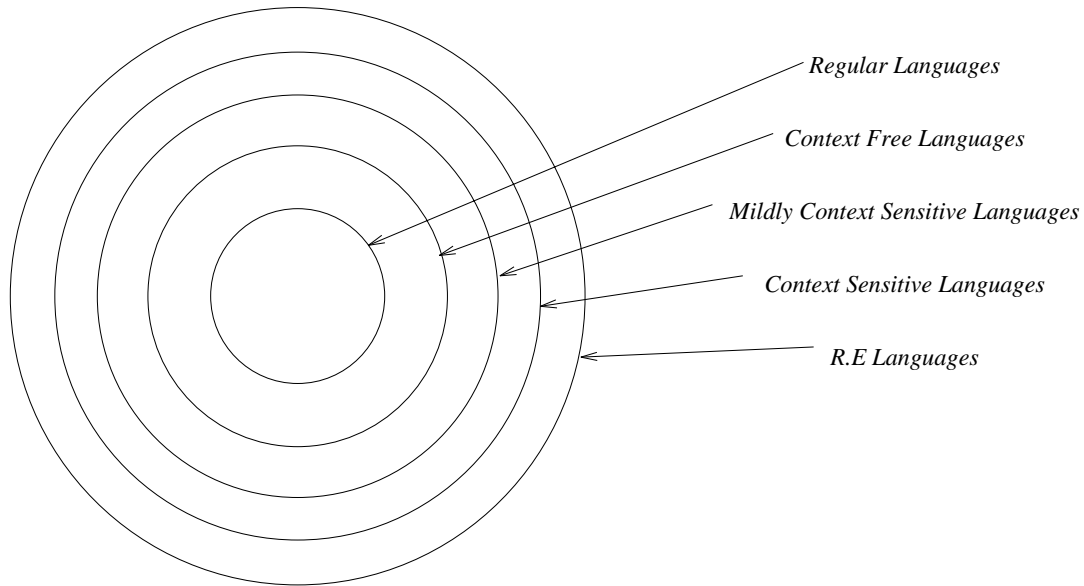 Regular Languages
Context Free Languages
Mildly Context Sensitive Languages
Context Sensitive Languages
R.E Languages